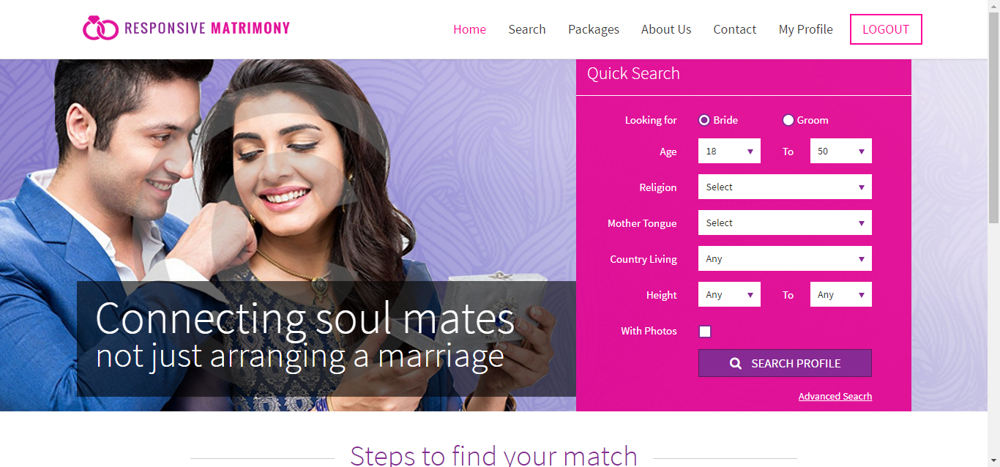 RESPONSIVE MATRIMONY
Home Search Packages About Us Contact My Profile LOGOUT
Quick Search
Looking for Bride Groom
Age 18 To 50
Religion Select
Mother Tongue Select
Country Living Any
Height Any To Any
With Photos
SEARCH PROFILE
Advanced Seacrh
Connecting soul mates
not just arranging a marriage
Steps to find your match